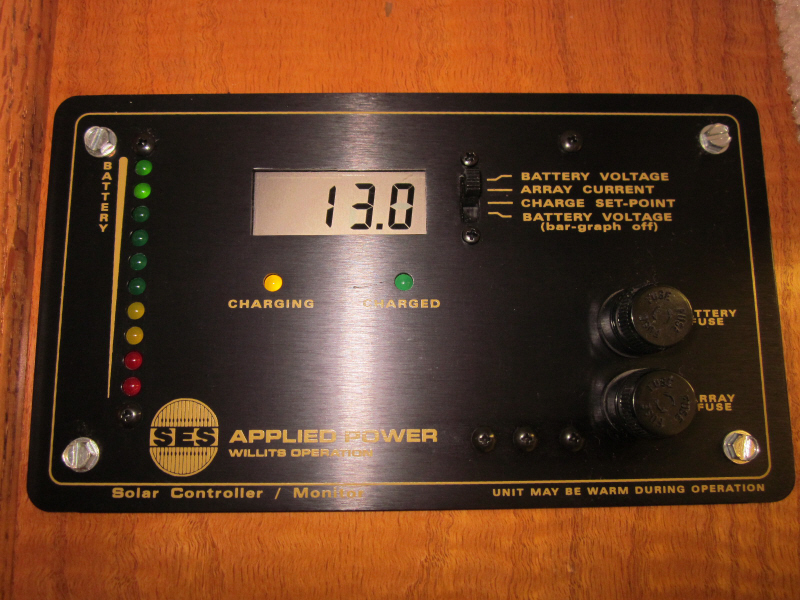 BATTERY
13.0
BATTERY VOLTAGE
ARRAY CURRENT
CHARGE SET-POINT
BATTERY VOLTAGE
(bar-graph off)
CHARGING
CHARGED
TTERY
FUSE
ARRAY
FUSE
SES
APPLIED POWER
WILLITS OPERATION
Solar Controller / Monitor
UNIT MAY BE WARM DURING OPERATION